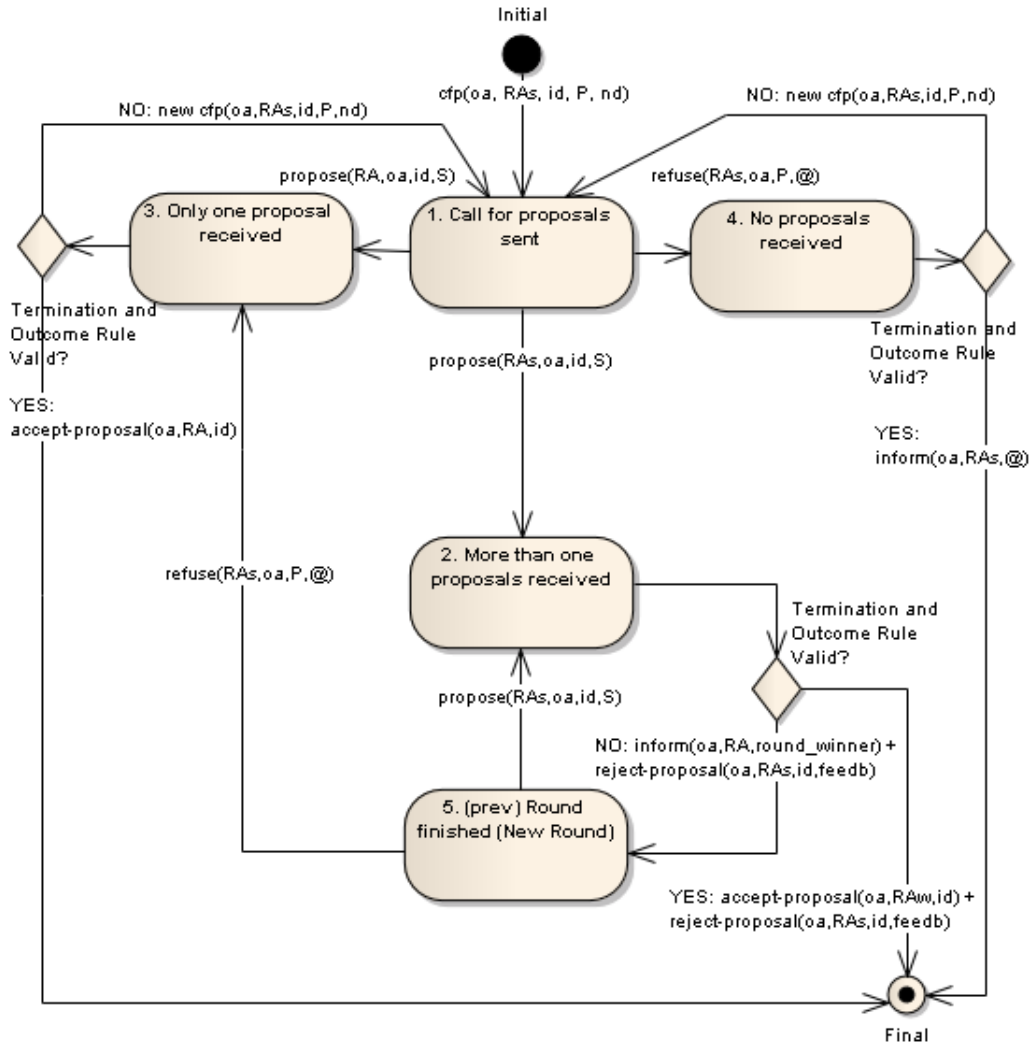 Initial
cfp(oa, RAs, id, P, nd)
NO: new cfp(oa,RAs,id,P,nd)
NO: new cfp(oa,RAs,id,P,nd)
propose(RA,oa,id,S)
refuse(RAs,oa,P,@)
3. Only one proposal
received
1. Call for proposals
sent
4. No proposals
received
Termination and
Outcome Rule
Valid?
Termination and
Outcome Rule
Valid?
propose(RAs,oa,id,S)
YES:
accept-proposal(oa,RA,id)
YES:
inform(oa,RAs,@)
2. More than one
proposals received
refuse(RAs,oa,P,@)
Termination and
Outcome Rule
Valid?
propose(RAs,oa,id,S)
NO: inform(oa,RA,round_winner) +
reject-proposal(oa,RAs,id,feedb)
5. (prev) Round
finished (New Round)
YES: accept-proposal(oa,RAw,id) +
reject-proposal(oa,RAs,id,feedb)
Final